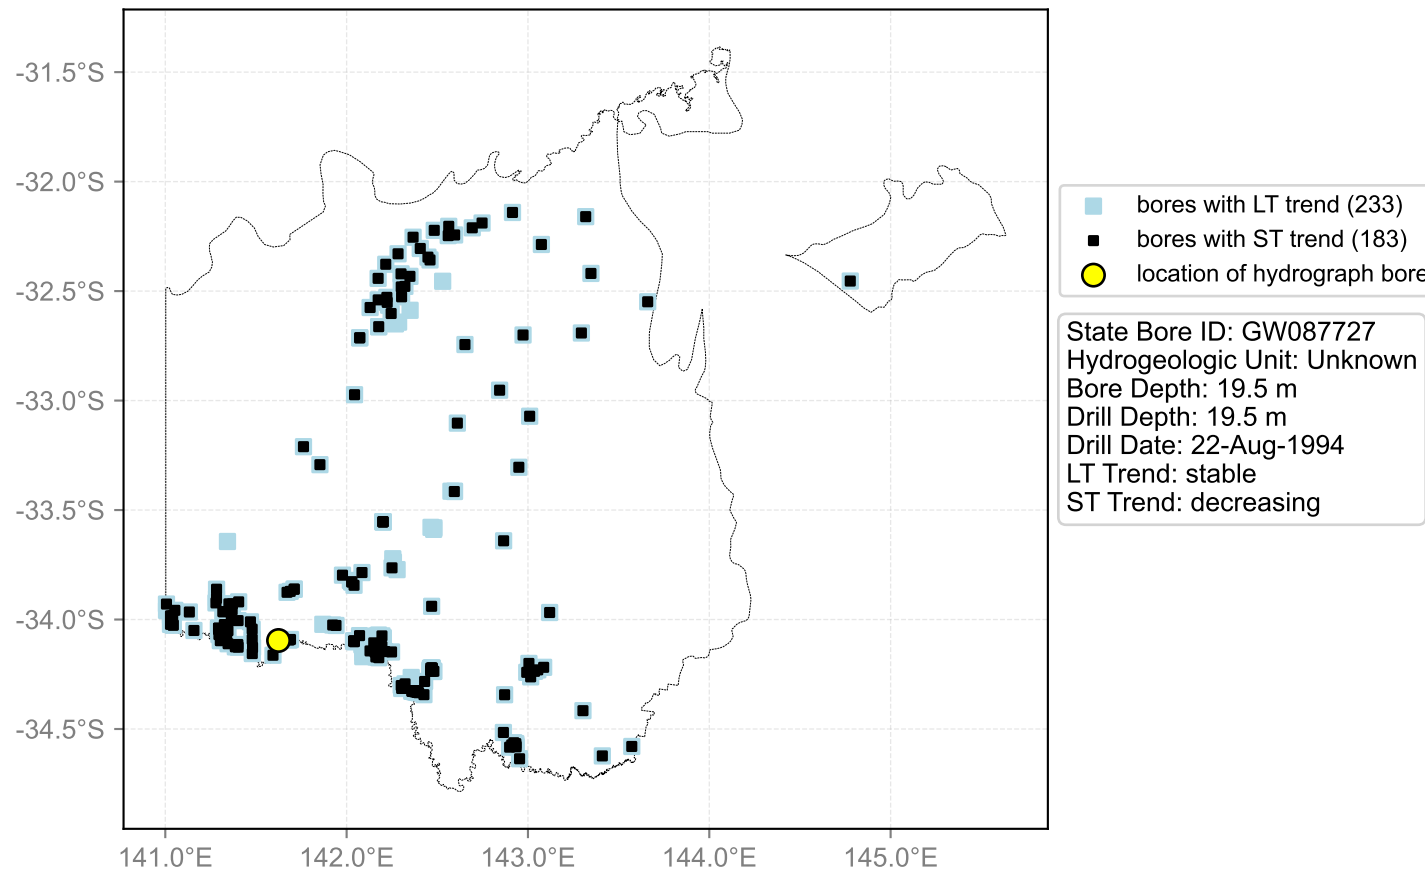 -31.5°S
-32.0°S
-32.5°S
-33.0°S
-33.5°S
-34.0°S
-34.5°S
141.0°E
142.0°E
143.0°E
144.0°E
145.0°E
bores with LT trend (233)
bores with ST trend (183)
location of hydrograph bore
State Bore ID: GW087727
Hydrogeologic Unit: Unknown
Bore Depth: 19.5 m
Drill Depth: 19.5 m
Drill Date: 22-Aug-1994
LT Trend: stable
ST Trend: decreasing